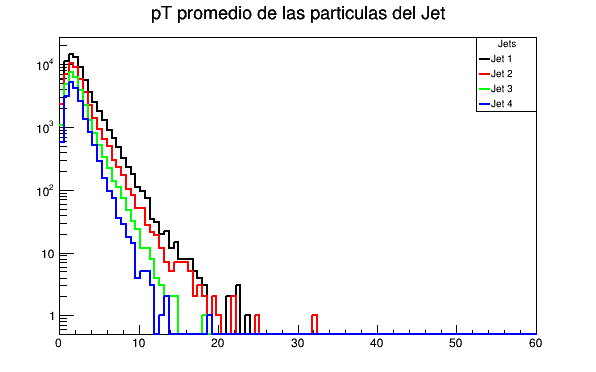 pT promedio de las particulas del Jet
Jets
Jet 1
Jet 2
Jet 3
Jet 4
10⁴
10³
10²
10
1
0 10 20 30 40 50 60